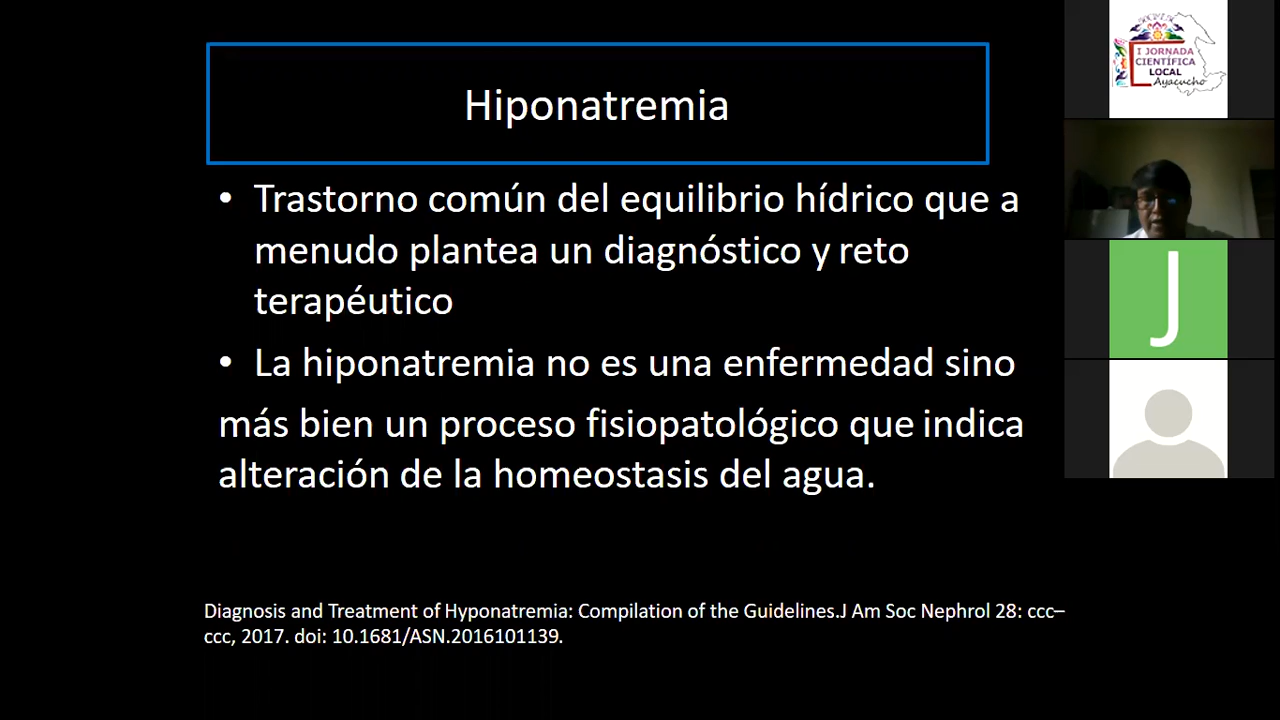 Hiponatremia
• Trastorno común del equilibrio hídrico que a
menudo plantea un diagnóstico y reto
terapéutico
• La hiponatremia no es una enfermedad sino
más bien un proceso fisiopatológico que indica
alteración de la homeostasis del agua.
Diagnosis and Treatment of Hyponatremia: Compilation of the Guidelines.J Am Soc Nephrol 28: ccc–
ccc, 2017. doi: 10.1681/ASN.2016101139.
I JORNADA
CIENTÍFICA
LOCAL
Ayacucho
J